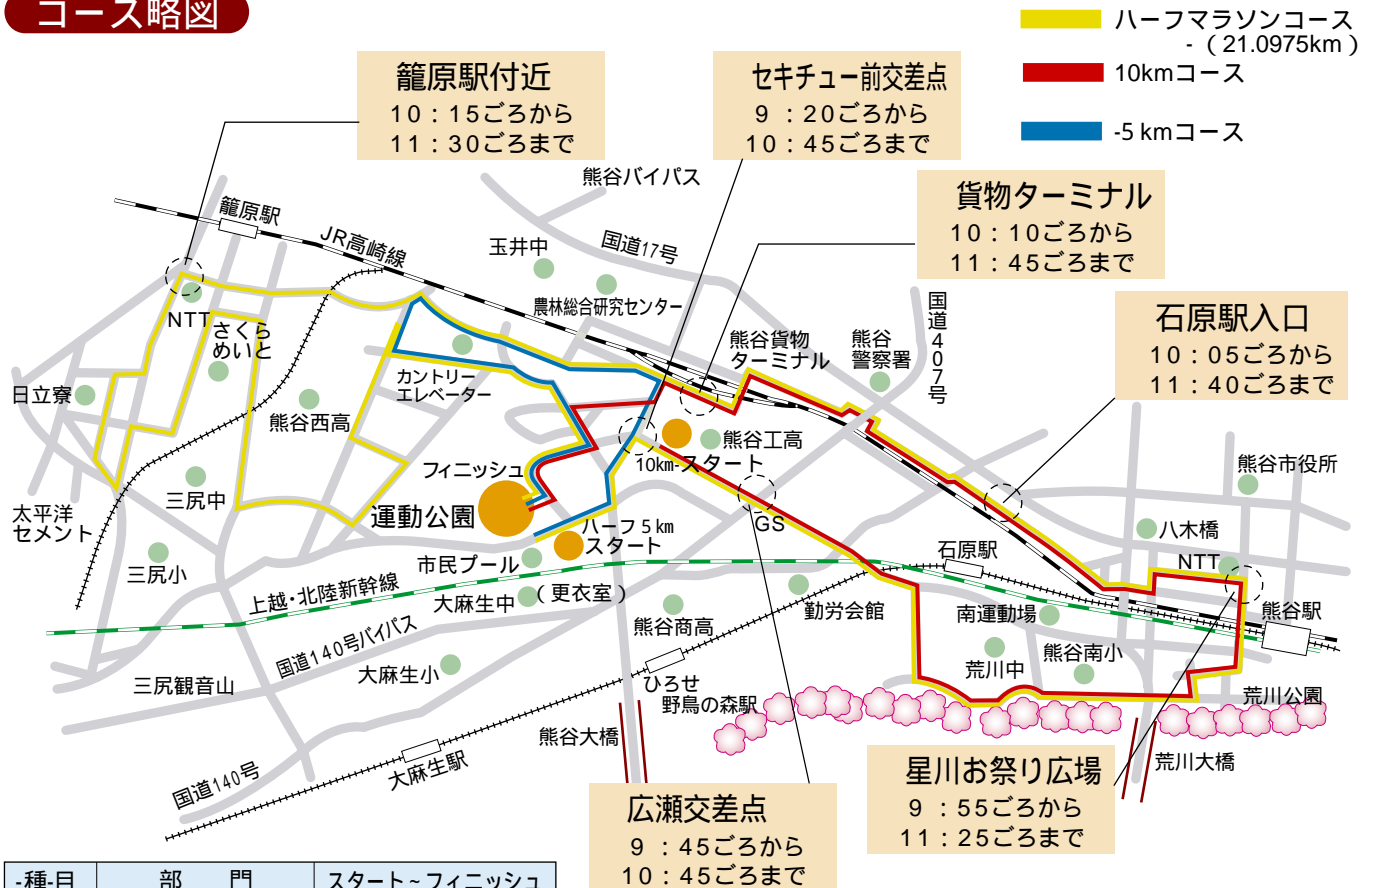 コース略図
ハーフマラソンコース
-（21.0975km）
10kmコース
-5 kmコース
籠原駅付近
10：15ごろから
11：30ごろまで
セキチュー前交差点
9：20ごろから
10：45ごろまで
貨物ターミナル
10：10ごろから
11：45ごろまで
石原駅入口
10：05ごろから
11：40ごろまで
熊谷バイパス
籠原駅
JR高崎線
玉井中
国道17号
農林総合研究センター
国道407号
熊谷貨物
ターミナル
熊谷
警察署
NTT
さくら
めいと
日立寮
カントリー
エレベーター
熊谷西高
熊谷工高
10km-スタート
フィニッシュ
熊谷市役所
三尻中
運動公園
太平洋
セメント
ハーフ5㎞
スタート
GS
八木橋
石原駅
NTT
三尻小
市民プール
上越・北陸新幹線
大麻生中
（更衣室）
熊谷商高
勤労会館
南運動場
熊谷駅
国道140号バイパス
大麻生小
荒川中
熊谷南小
三尻観音山
ひろせ
野鳥の森駅
荒川公園
熊谷大橋
大麻生駅
荒川大橋
国道140号
広瀬交差点
9：45ごろから
10：45ごろまで
星川お祭り広場
9：55ごろから
11：25ごろまで
-種-目
部　門
スタート~フィニッシュ